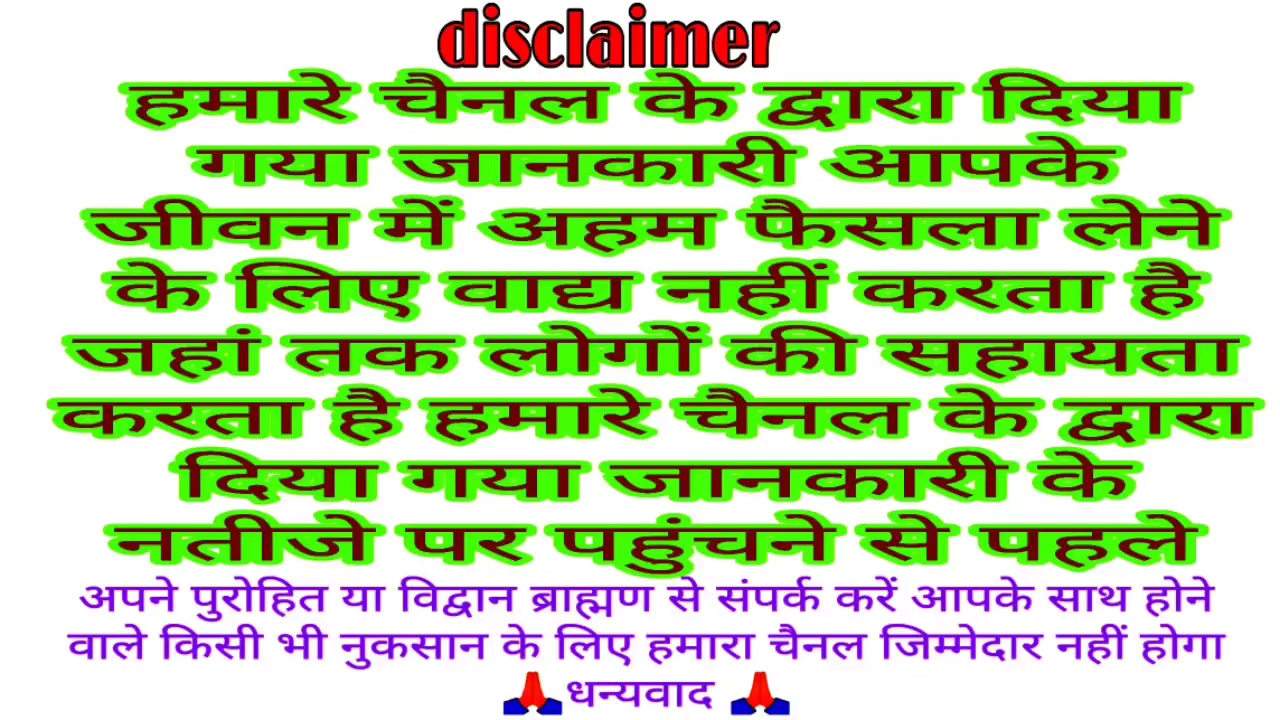 disclaimer
हमारे चैनल के द्वारा दिया
गया जानकारी आपके
जीवन में अहम फैसला लेने
के लिए वाद्य नहीं करता है
जहां तक लोगों की सहायता
करता है हमारे चैनल के द्वारा
दिया गया जानकारी के
नतीजे पर पहुंचने से पहले
अपने पुरोहित या विद्वान ब्राह्मण से संपर्क करें आपके साथ होने
वाले किसी भी नुकसान के लिए हमारा चैनल जिम्मेदार नहीं होगा
🙏धन्यवाद 🙏